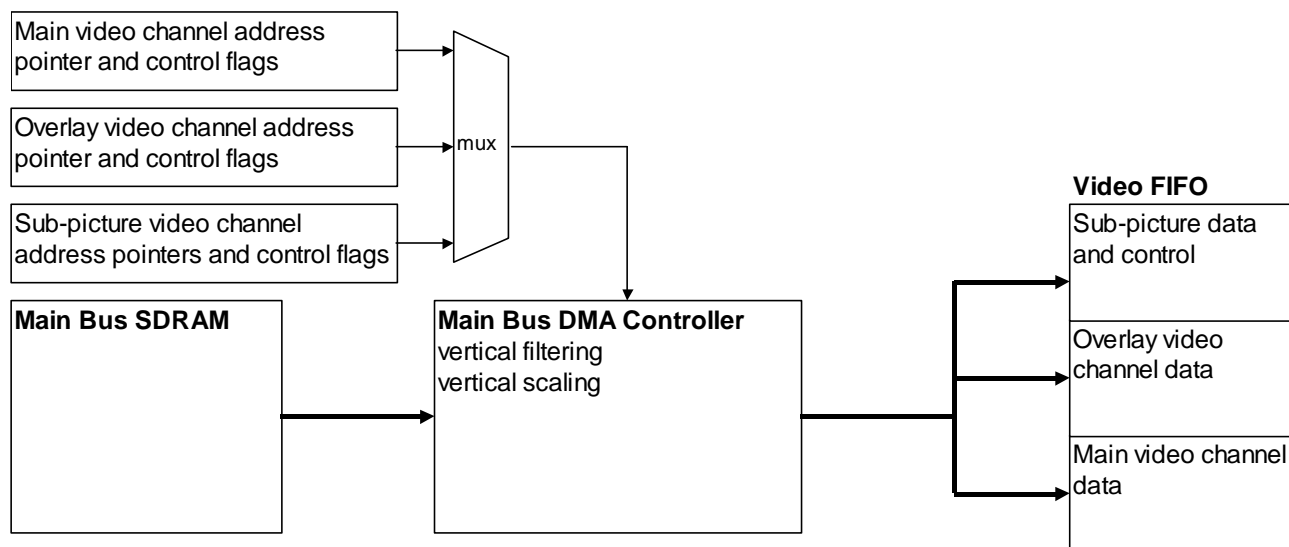 Main video channel address
pointer and control flags
Overlay video channel address
pointer and control flags
mux
Sub-picture video channel
address pointers and control flags
Main Bus SDRAM
Main Bus DMA Controller
vertical filtering
vertical scaling
Video FIFO
Sub-picture data
and control
Overlay video
channel data
Main video channel
data